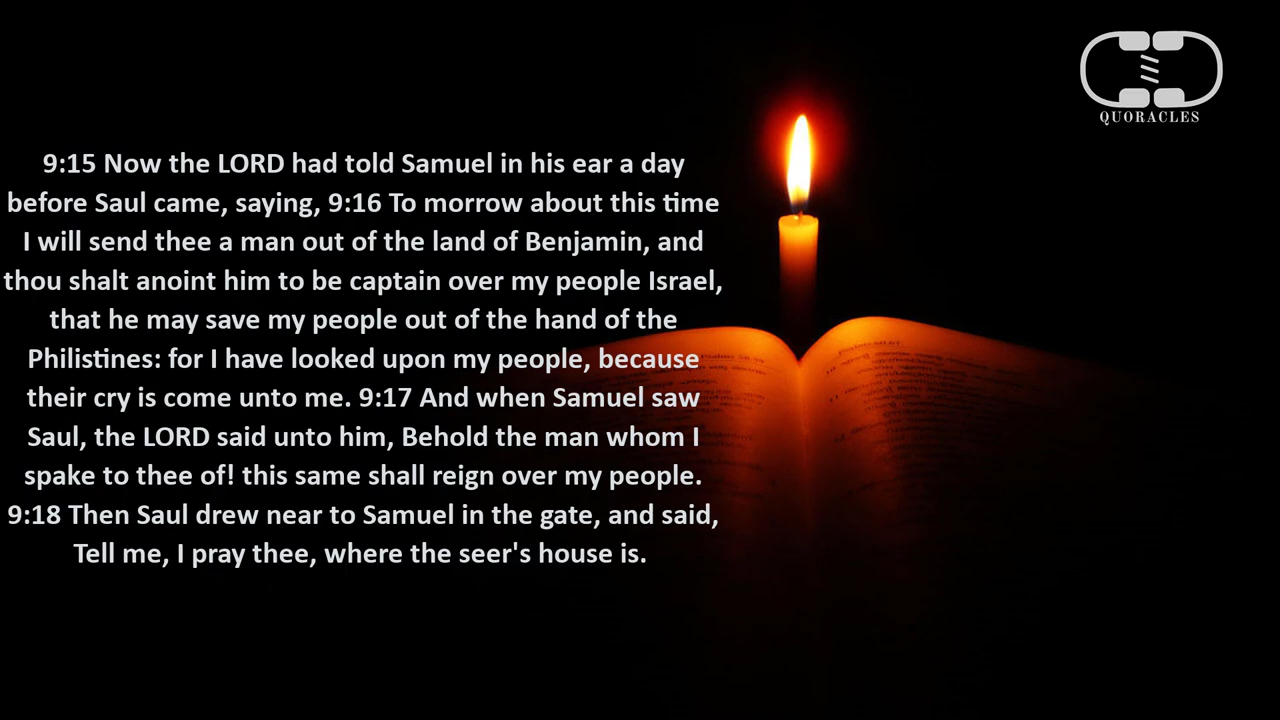 QUORACLES
9:15 Now the LORD had told Samuel in his ear a day
before Saul came, saying, 9:16 To morrow about this time
I will send thee a man out of the land of Benjamin, and
thou shalt anoint him to be captain over my people Israel,
that he may save my people out of the hand of the
Philistines: for I have looked upon my people, because
their cry is come unto me. 9:17 And when Samuel saw
Saul, the LORD said unto him, Behold the man whom I
spake to thee of! this same shall reign over my people.
9:18 Then Saul drew near to Samuel in the gate, and said,
Tell me, I pray thee, where the seer's house is.